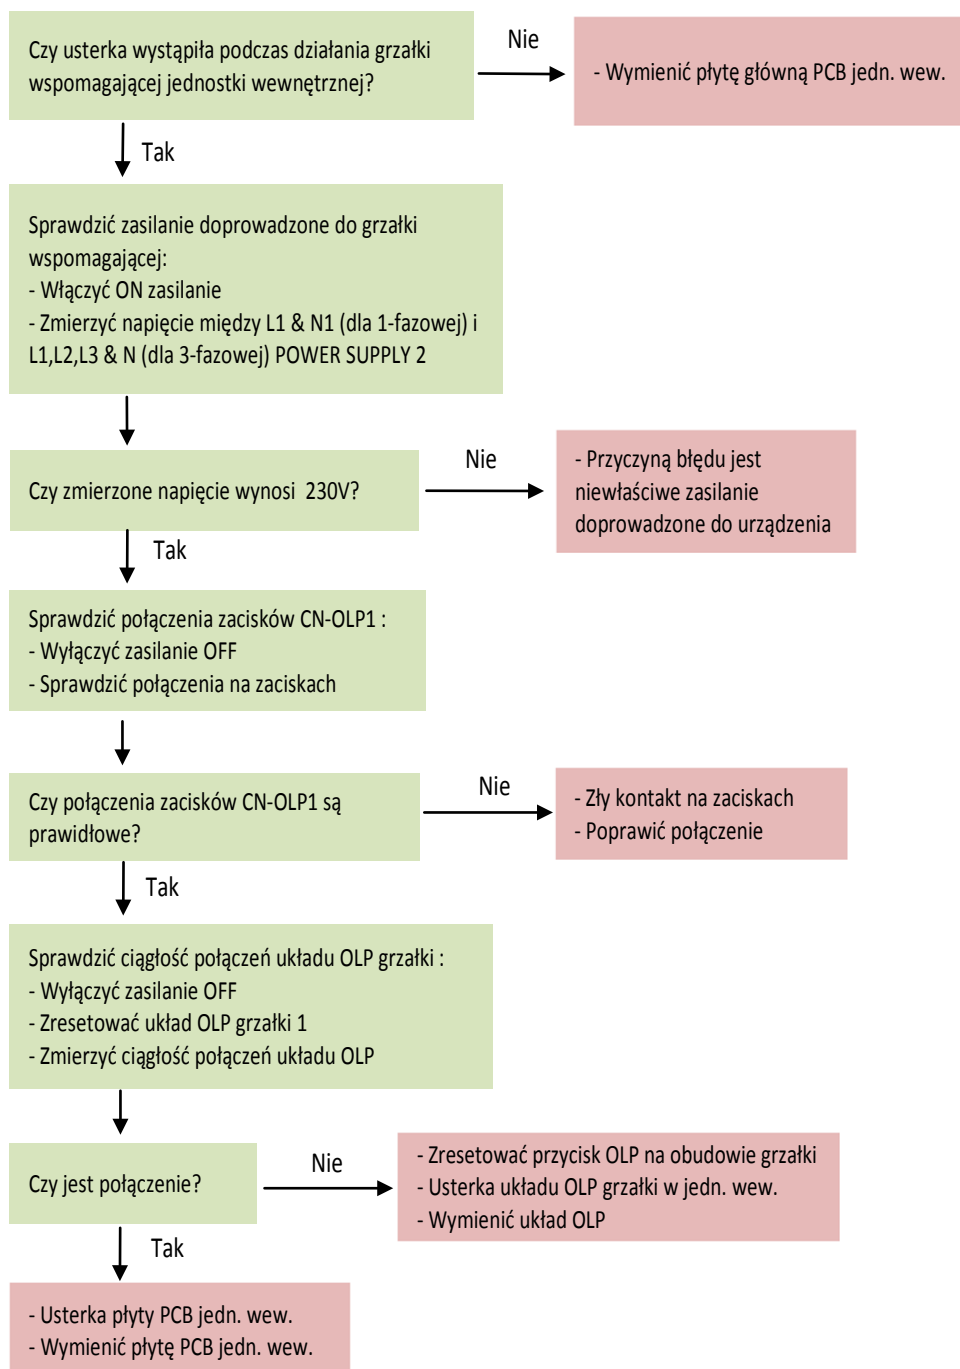 Czy usterka wystąpiła podczas działania grzałki
wspomagającej jednostki wewnętrznej?
Nie
- Wymienić płytę główną PCB jedn. wew.
Tak
Sprawdzić zasilanie doprowadzone do grzałki
wspomagającej:
- Włączyć ON zasilanie
- Zmierzyć napięcie między L1 & N1 (dla 1-fazowej) i
L1,L2,L3 & N (dla 3-fazowej) POWER SUPPLY 2
Czy zmierzone napięcie wynosi  230V?
Nie
- Przyczyną błędu jest
niewłaściwe zasilanie
doprowadzone do urządzenia
Tak
Sprawdzić połączenia zacisków CN-OLP1 :
- Wyłączyć zasilanie OFF
- Sprawdzić połączenia na zaciskach
Czy połączenia zacisków CN-OLP1 są
prawidłowe?
Nie
- Zły kontakt na zaciskach
- Poprawić połączenie
Tak
Sprawdzić ciągłość połączeń układu OLP grzałki :
- Wyłączyć zasilanie OFF
- Zresetować układ OLP grzałki 1
- Zmierzyć ciągłość połączeń układu OLP
Czy jest połączenie?
Nie
- Zresetować przycisk OLP na obudowie grzałki
- Usterka układu OLP grzałki w jedn. wew.
- Wymienić układ OLP
Tak
- Usterka płyty PCB jedn. wew.
- Wymienić płytę PCB jedn. wew.